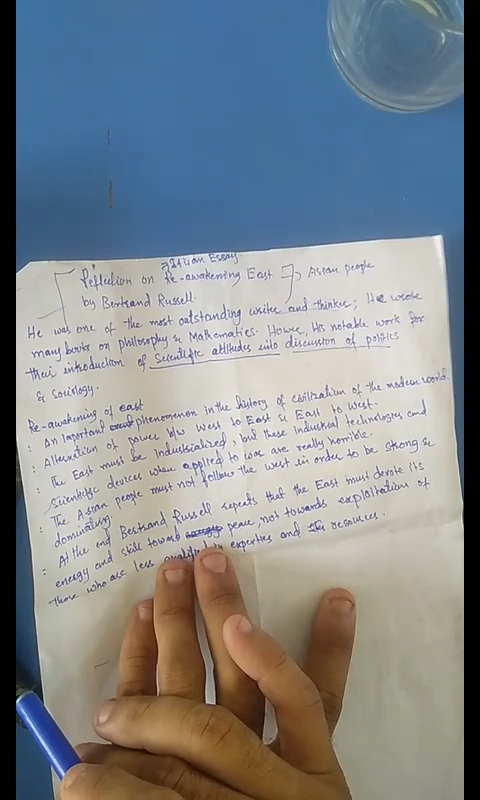 Essay
Reflection on Re-awakening East Asian people
by Bertrand Russell.
He was one of the most outstanding writer and thinker; He wrote
many books on philosophy & Mathematics. Howe, His notable work for
their introduction of Scientific attitudes into discussion of politics
& sociology.
Re-awakening of east
: An important phenomenon in the history of civilization of the modern world.
: Alteration of power b/w West to East & East to West.
: The East must be Industrialized, but these industrial technologies and
Scientific devices when applied to war are really horrible.
: The Asian people must not follow the west in order to be strong &
dominating
: At the end Bertrand Russell repeats that the East must devote its
energy and skill toward peace, not towards exploitation of
those who are less qualified in experties and resources.